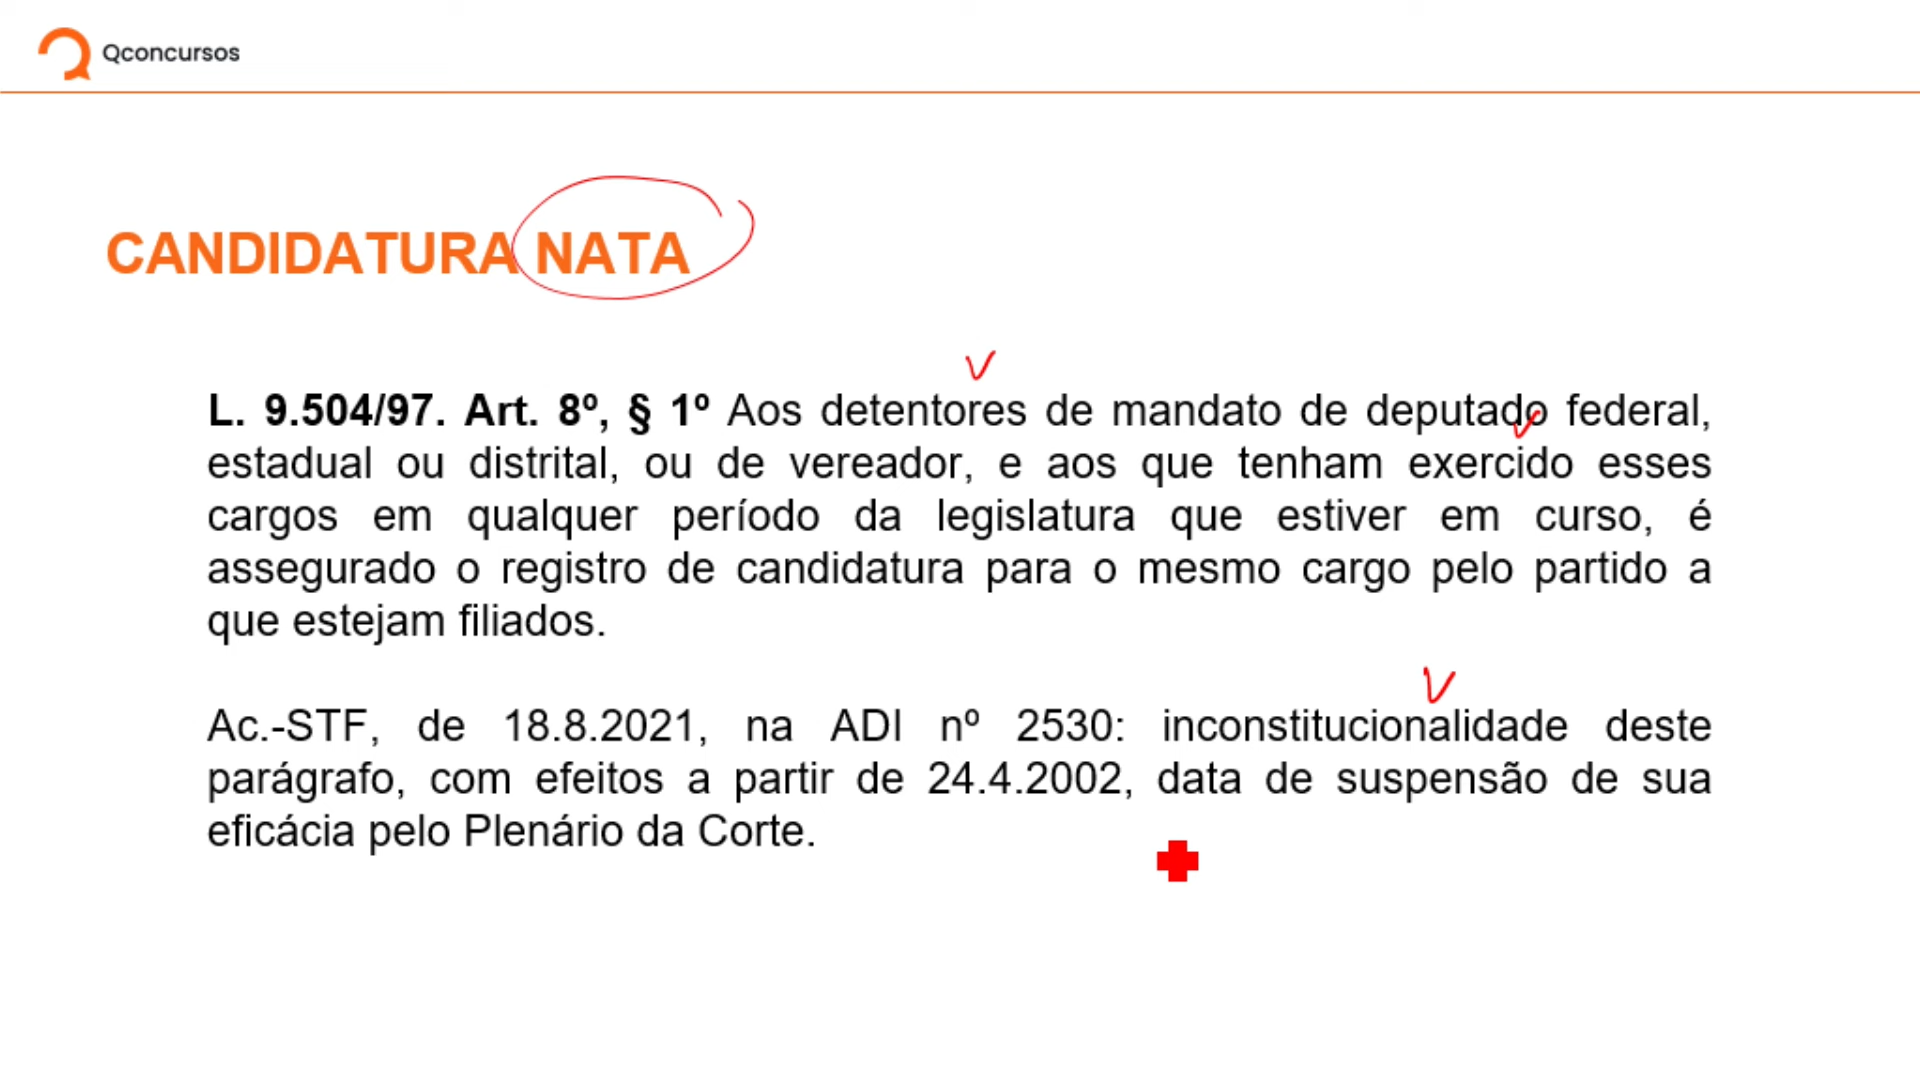 Qconcursos
CANDIDATURA NATA
L. 9.504/97. Art. 8º, § 1º Aos detentores de mandato de deputado federal,
estadual ou distrital, ou de vereador, e aos que tenham exercido esses
cargos em qualquer período da legislatura que estiver em curso, é
assegurado o registro de candidatura para o mesmo cargo pelo partido a
que estejam filiados.
Ac.-STF, de 18.8.2021, na ADI nº 2530: inconstitucionalidade deste
parágrafo, com efeitos a partir de 24.4.2002, data de suspensão de sua
eficácia pelo Plenário da Corte.